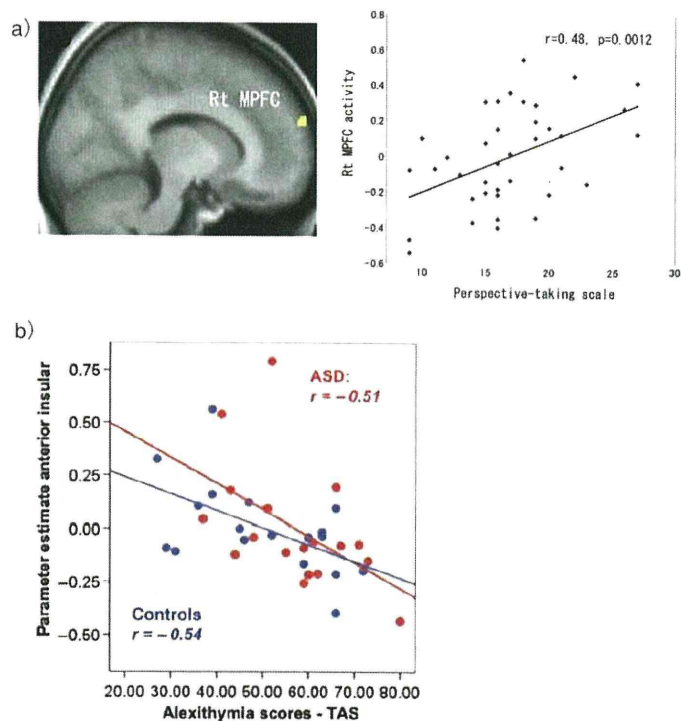 a)
Rt MPFC
r=0.48, p=0.0012
Rt MPFC activity
0.8
0.6
0.4
0.2
0
-0.2
-0.4
-0.6
10 15 20 25 30
Perspective-taking scale
b)
Parameter estimate anterior insular
0.75
0.50
0.25
0.00
-0.25
-0.50
ASD:
r = -0.51
Controls
r = -0.54
20.00 30.00 40.00 50.00 60.00 70.00 80.00
Alexithymia scores - TAS